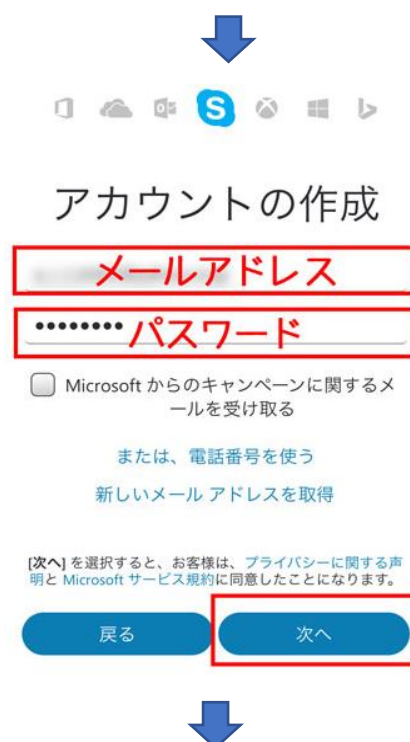 アカウントの作成
メールアドレス
••••••••パスワード
Microsoft からのキャンペーンに関するメ
ールを受け取る
または、電話番号を使う
新しいメール アドレスを取得
[次へ] を選択すると、お客様は、プライバシーに関する声
明と Microsoft サービス規約に同意したことになります。
戻る 次へ